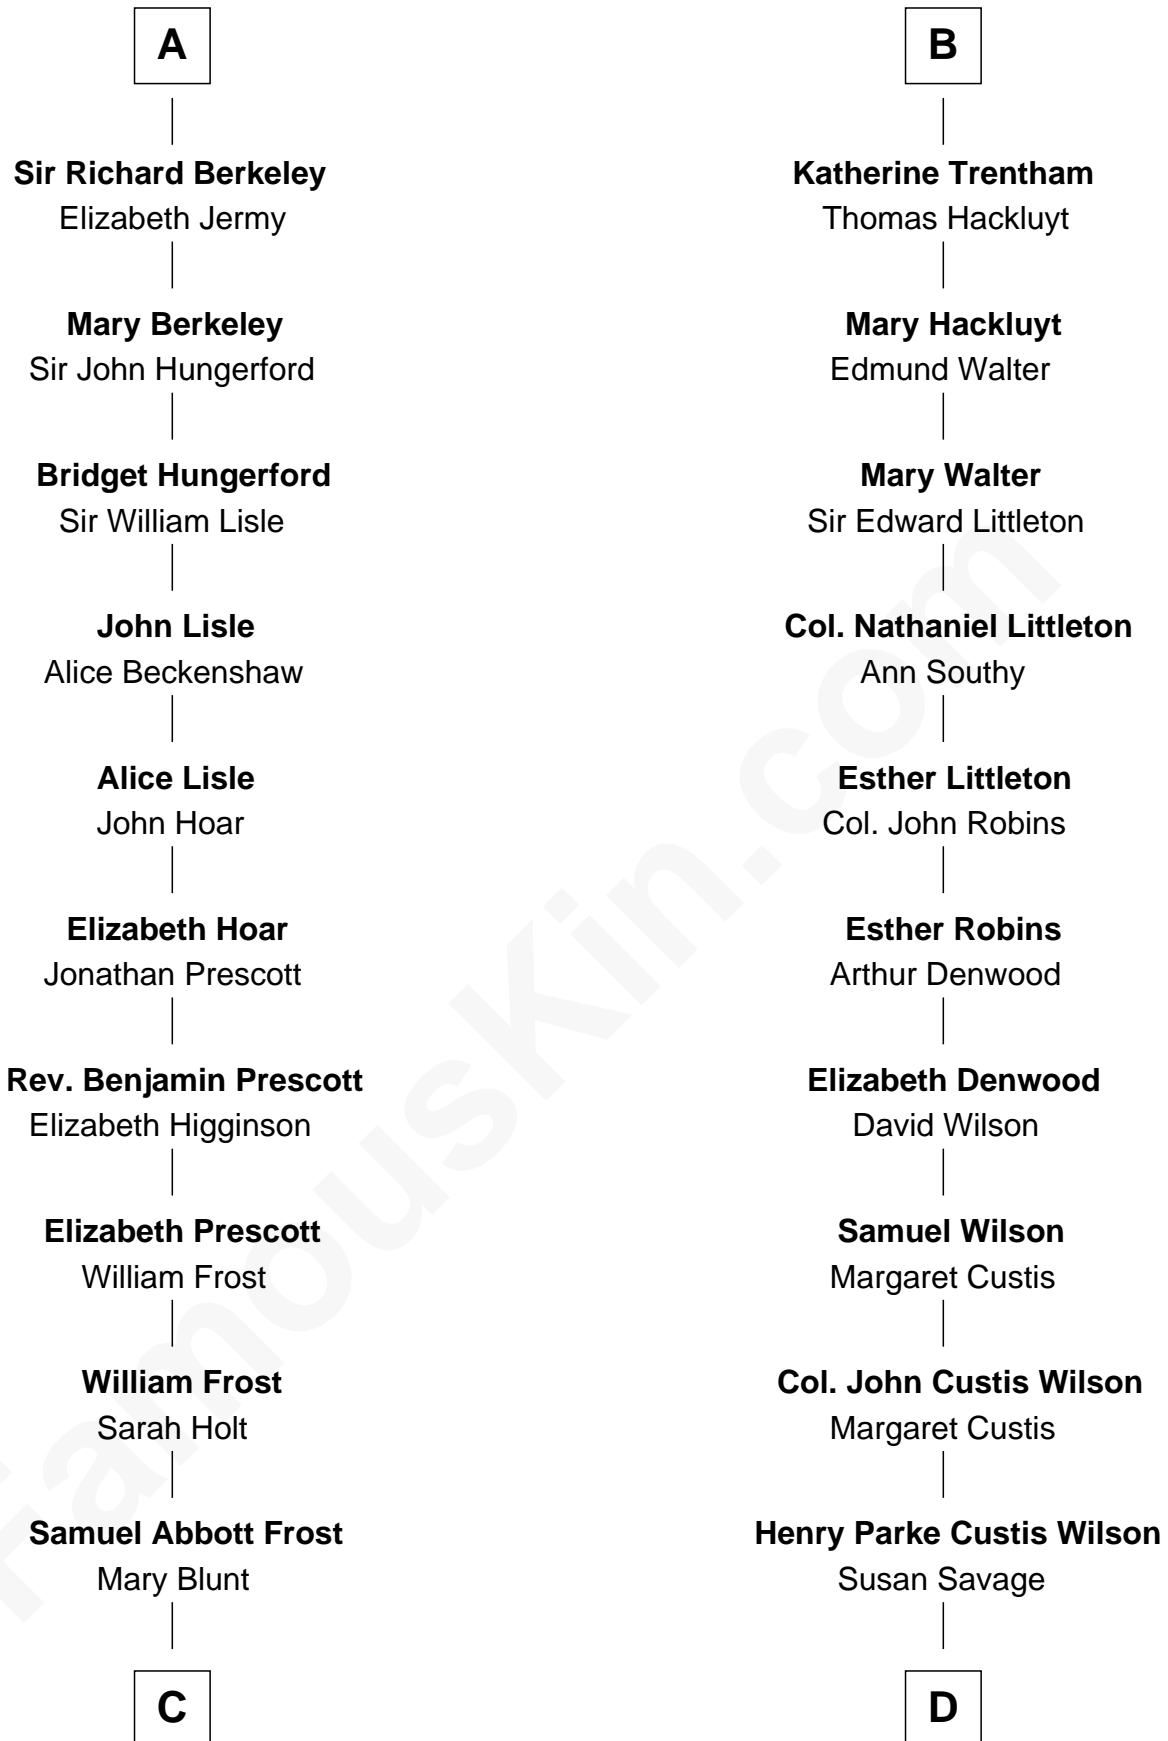 A
Sir Richard Berkeley
Elizabeth Jermy
Mary Berkeley
Sir John Hungerford
Bridget Hungerford
Sir William Lisle
John Lisle
Alice Beckenshaw
Alice Lisle
John Hoar
Elizabeth Hoar
Jonathan Prescott
Rev. Benjamin Prescott
Elizabeth Higginson
Elizabeth Prescott
William Frost
William Frost
Sarah Holt
Samuel Abbott Frost
Mary Blunt
C
B
Katherine Trentham
Thomas Hackluyt
Mary Hackluyt
Edmund Walter
Mary Walter
Sir Edward Littleton
Col. Nathaniel Littleton
Ann Southy
Esther Littleton
Col. John Robins
Esther Robins
Arthur Denwood
Elizabeth Denwood
David Wilson
Samuel Wilson
Margaret Custis
Col. John Custis Wilson
Margaret Custis
Henry Parke Custis Wilson
Susan Savage
D
FamousKin.com